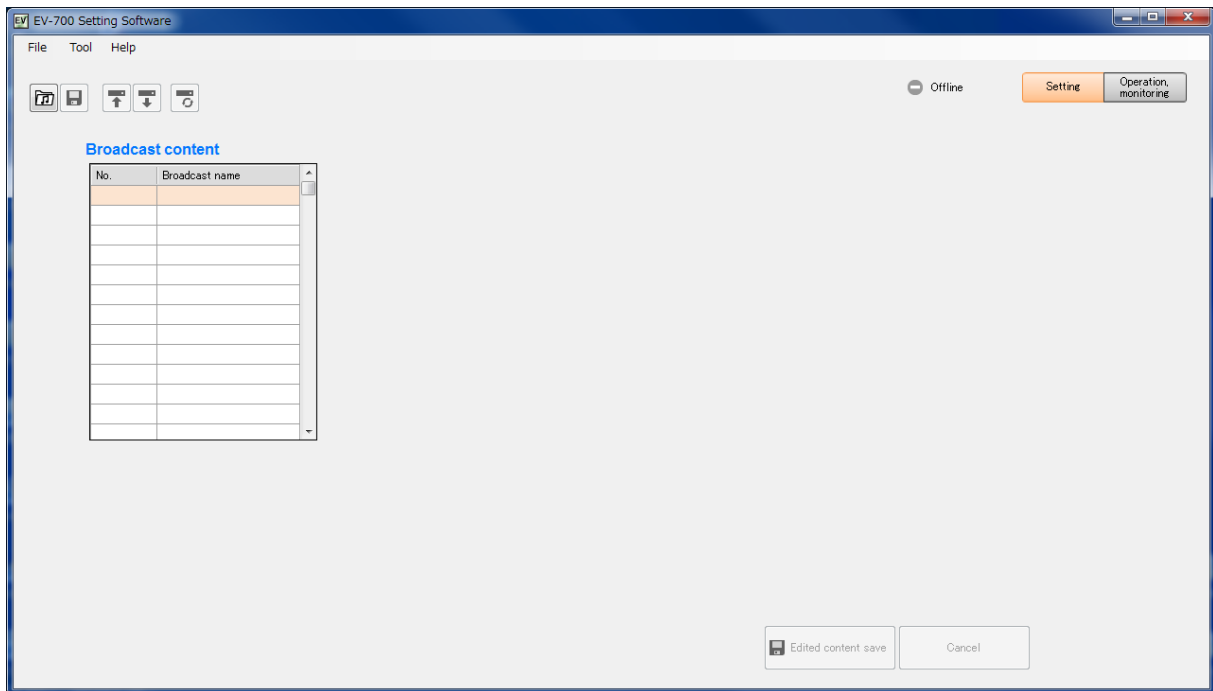 EV EV-700 Setting Software
File Tool Help
Offline
Setting
Operation,
monitoring
Broadcast content
No. Broadcast name
Edited content save
Cancel